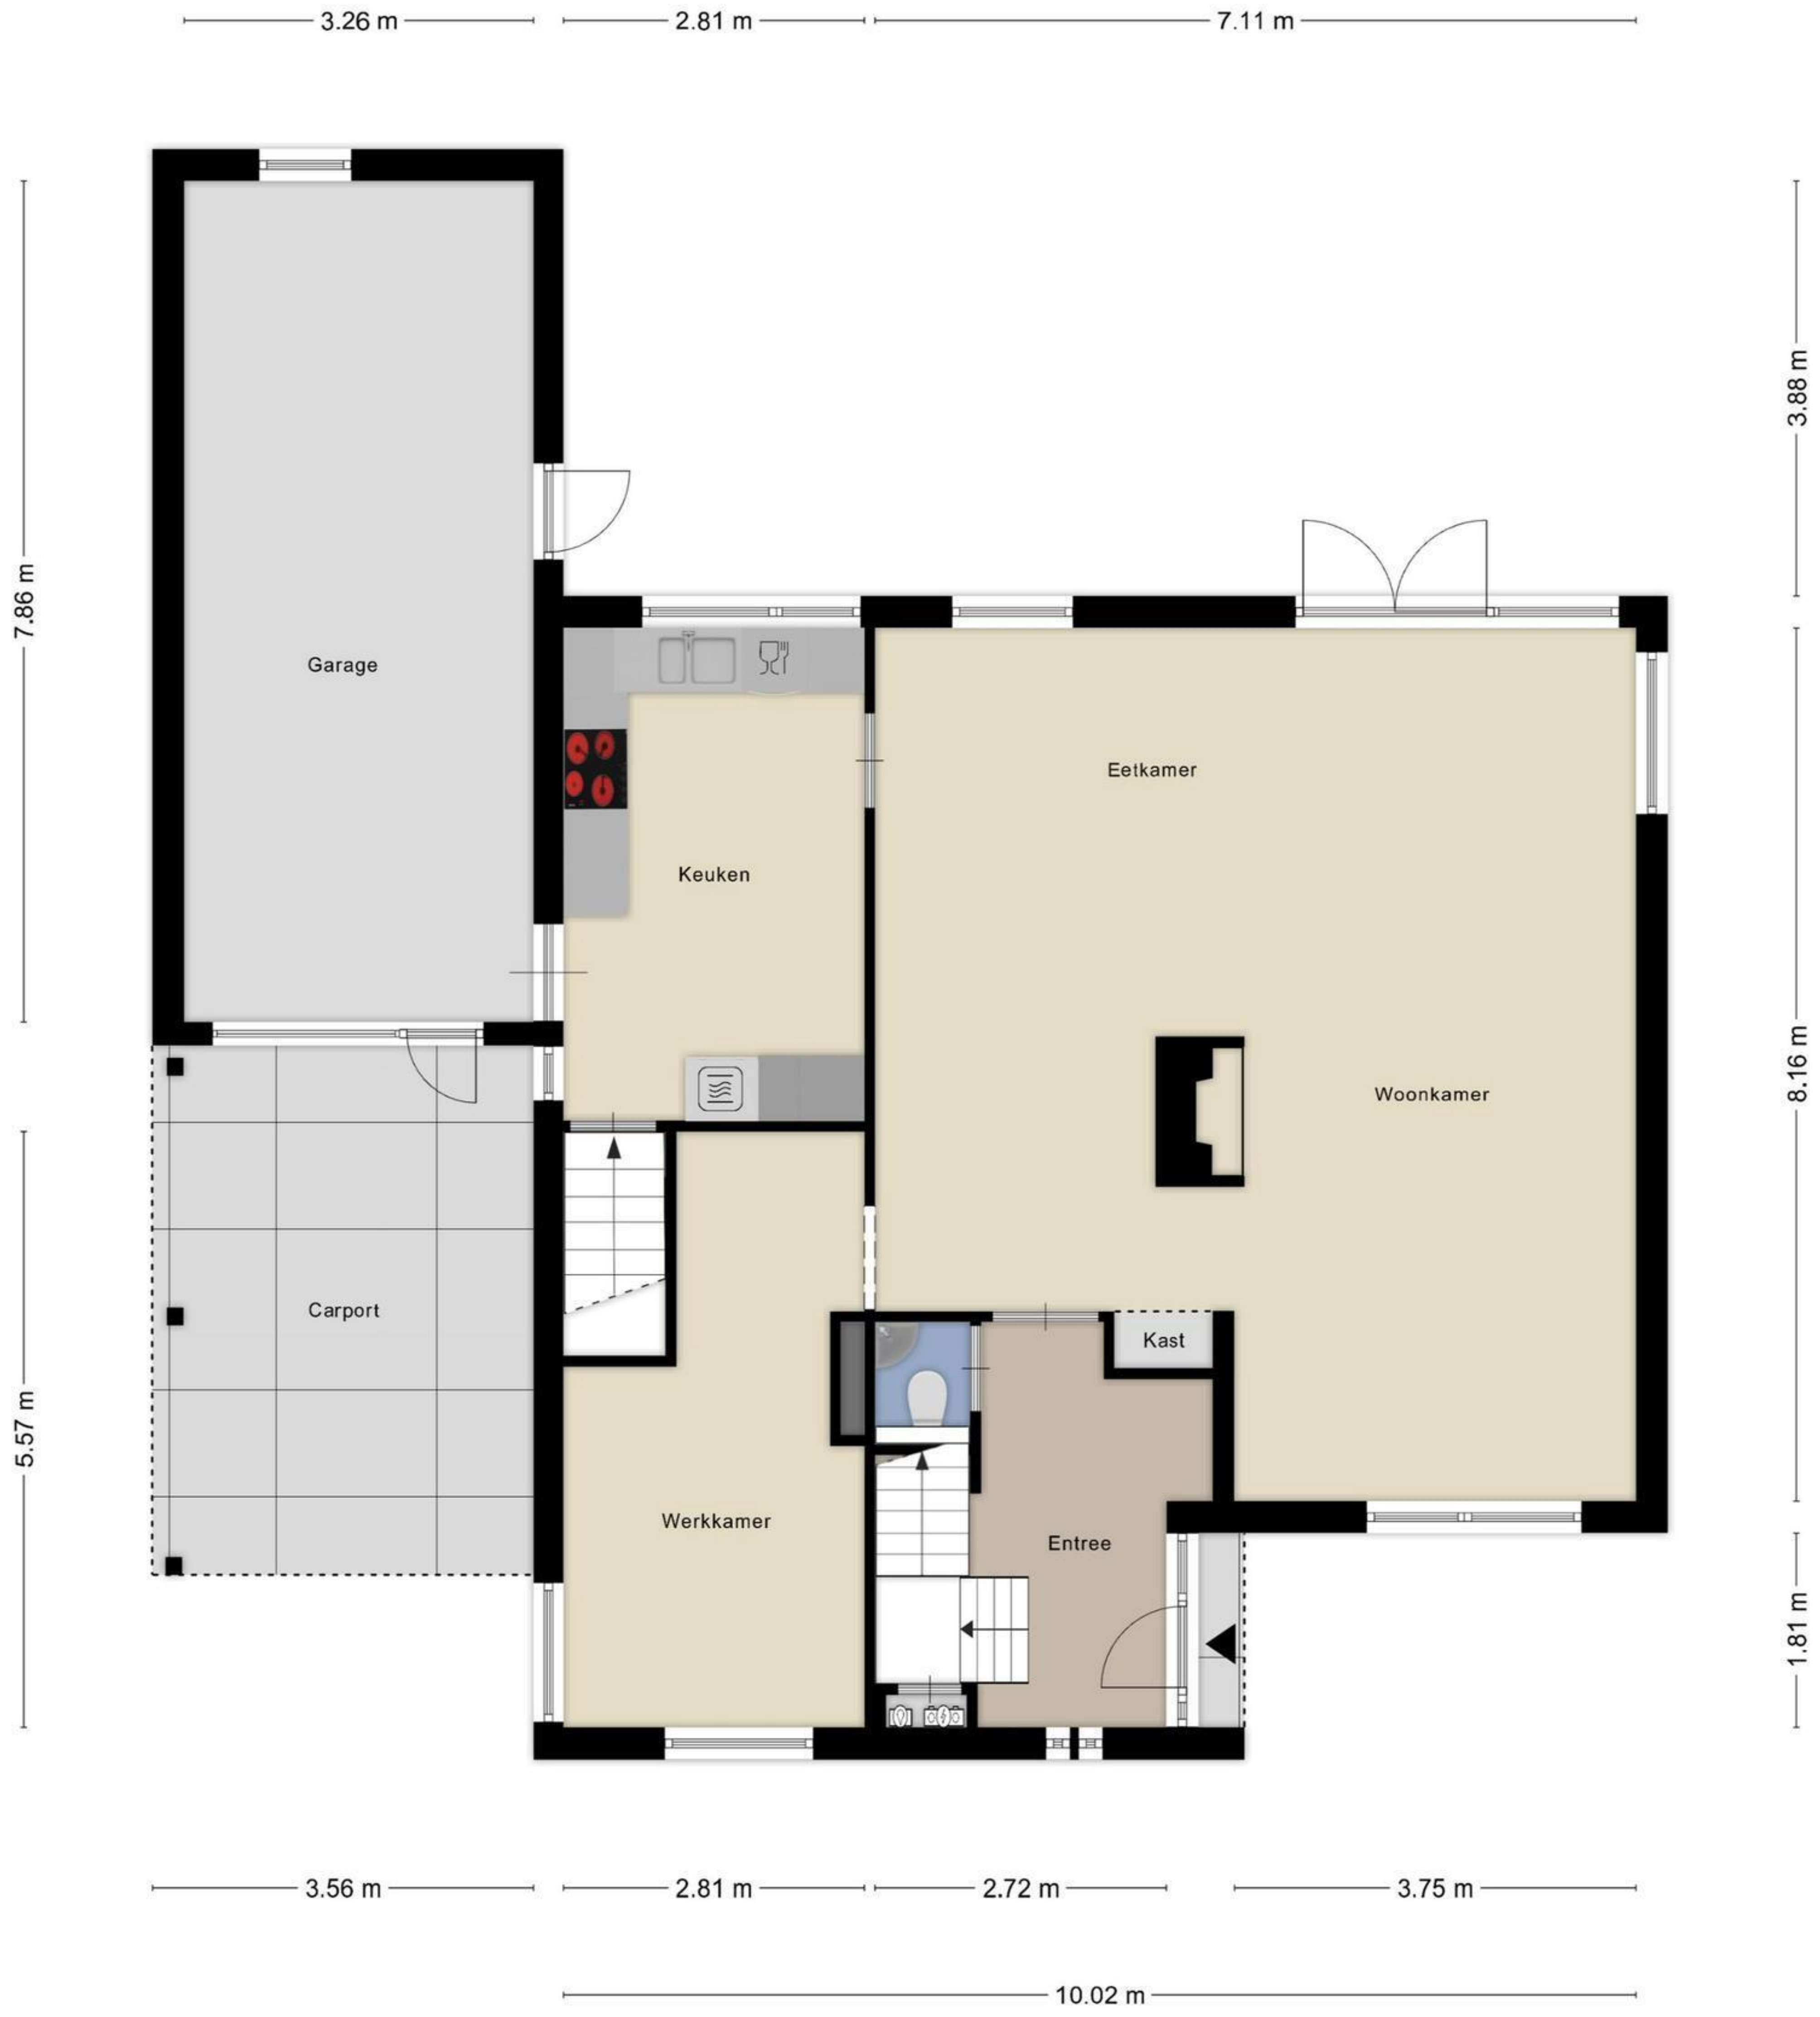 3.26 m
2.81 m
7.11 m
3.88 m
7.86 m
Garage
Eetkamer
Keuken
8.16 m
Woonkamer
Carport
Kast
5.57 m
Werkkamer
Entree
1.81 m
3.56 m
2.81 m
2.72 m
3.75 m
10.02 m